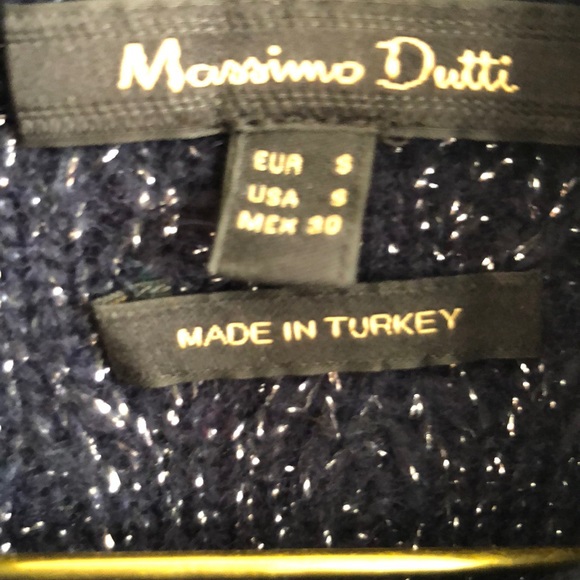 Massimo Dutti
EUR S
USA S
MEX 30
MADE IN TURKEY